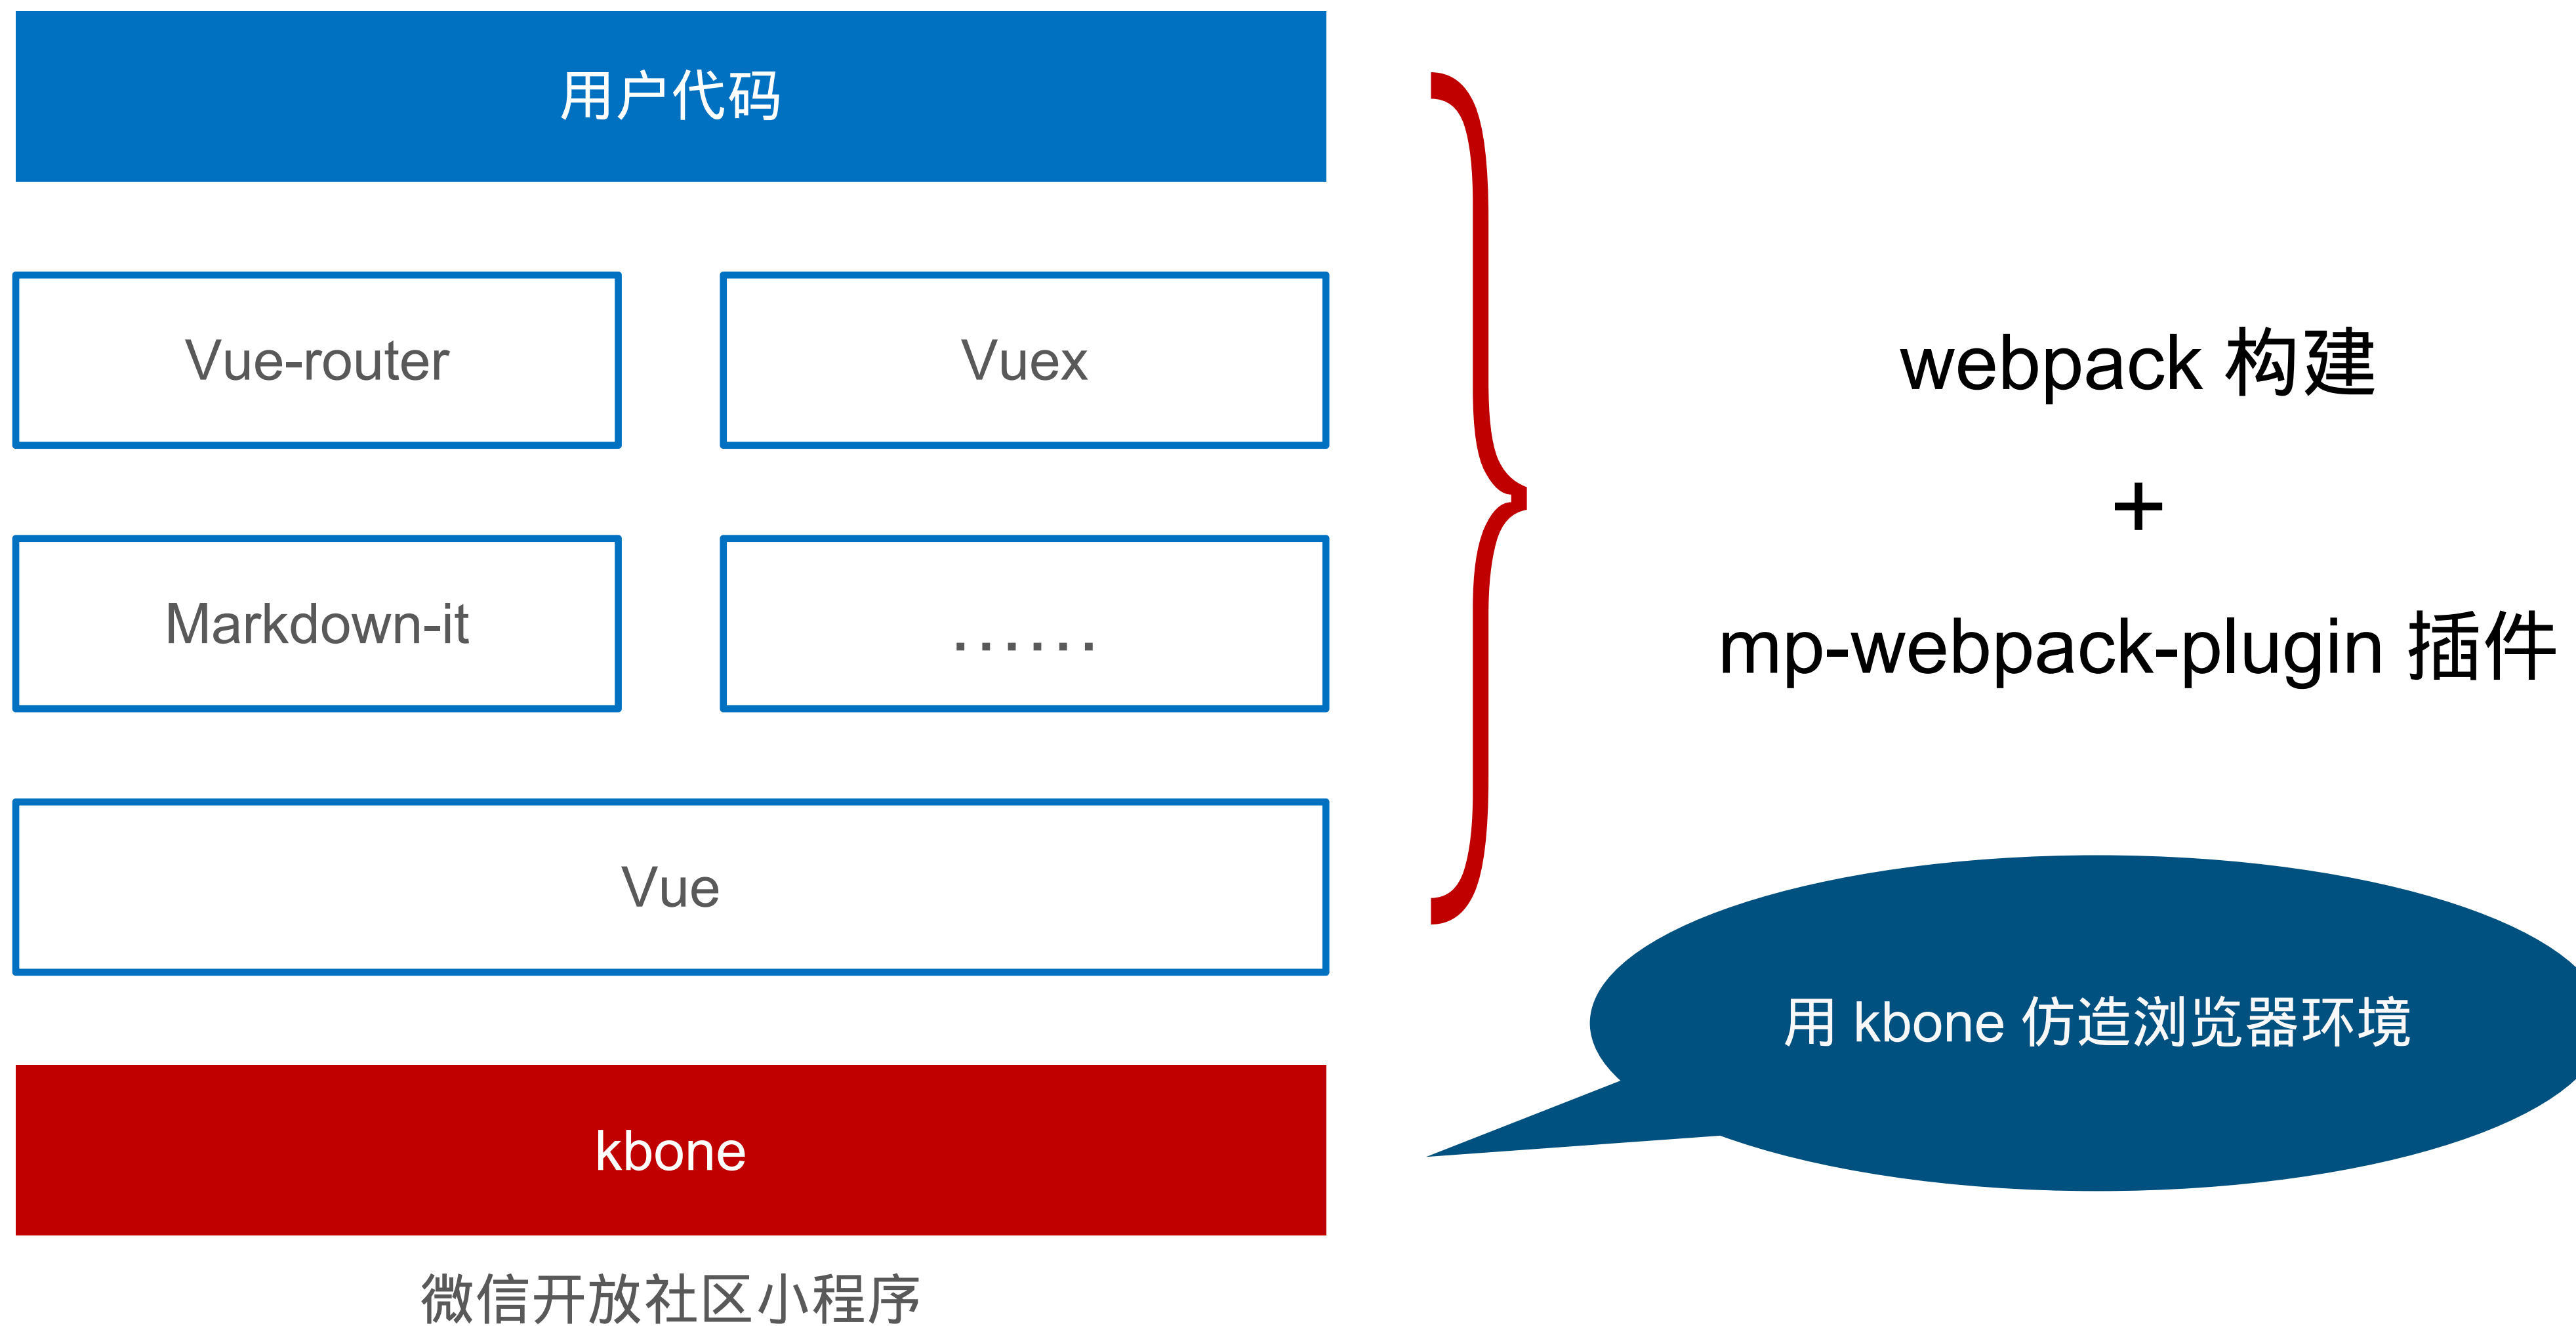 用户代码
Vue-router
Vuex
Markdown-it
......
Vue
kbone
微信开放社区小程序
webpack 构建
+
mp-webpack-plugin 插件
用 kbone 仿造浏览器环境